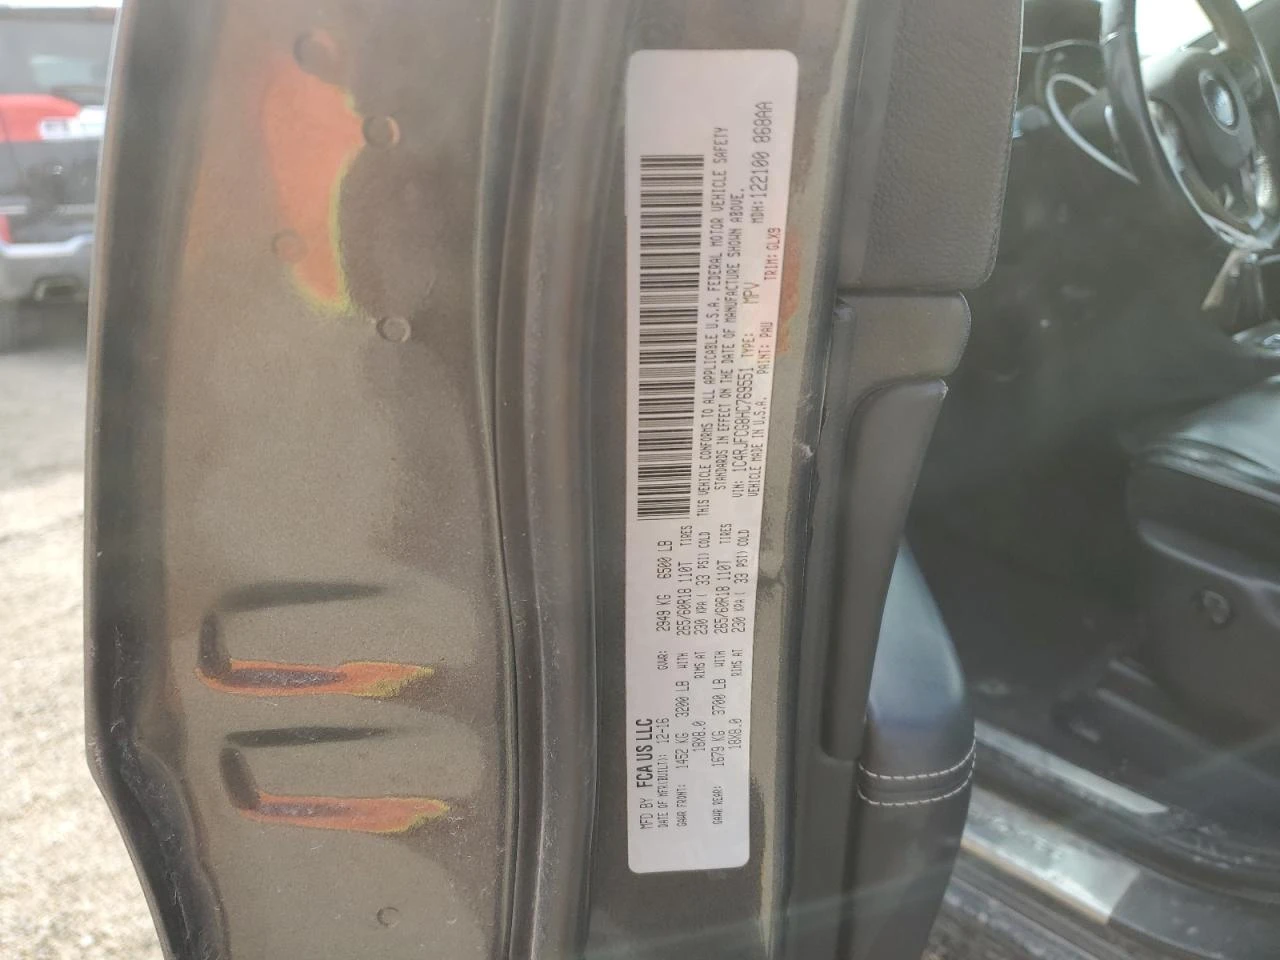 MFD BY FCA US LLC
DATE OF MFR(BUILT): 12-16 GVWR: 2949 KG 6500 LB
GAWR FRONT: 1452 KG 3200 LB WITH 265/60R18 110T TIRES
18X8.0 RIMS AT 230 KPA( 33 PSI) COLD
GAWR REAR: 1679 KG 3700 LB WITH 265/60R18 110T TIRES
18X8.0 RIMS AT 230 KPA( 33 PSI) COLD
THIS VEHICLE CONFORMS TO ALL APPLICABLE U.S.A. FEDERAL MOTOR VEHICLE SAFETY
STANDARDS IN EFFECT ON THE DATE OF MANUFACTURE SHOWN ABOVE.
VIN: 1C4RJFCG8HC769551 TYPE: MPV MDH: 122100 868AA
VEHICLE MADE IN U.S.A. PAINT: PAU TRIM: GLX9